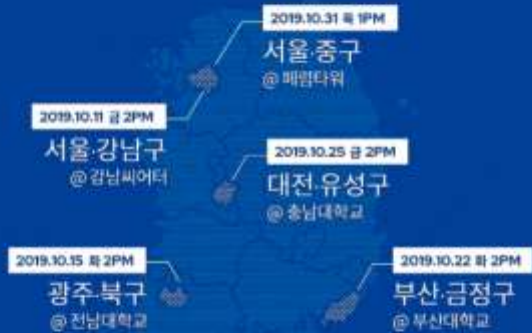 2019.10.31 목 1PM
서울·중구
@ 페럼타워
2019.10.11 금 2PM
서울·강남구
@ 강남씨어터
2019.10.25 금 2PM
대전·유성구
@ 충남대학교
2019.10.15 화 2PM
광주·북구
@ 전남대학교
2019.10.22 화 2PM
부산·금정구
@ 부산대학교